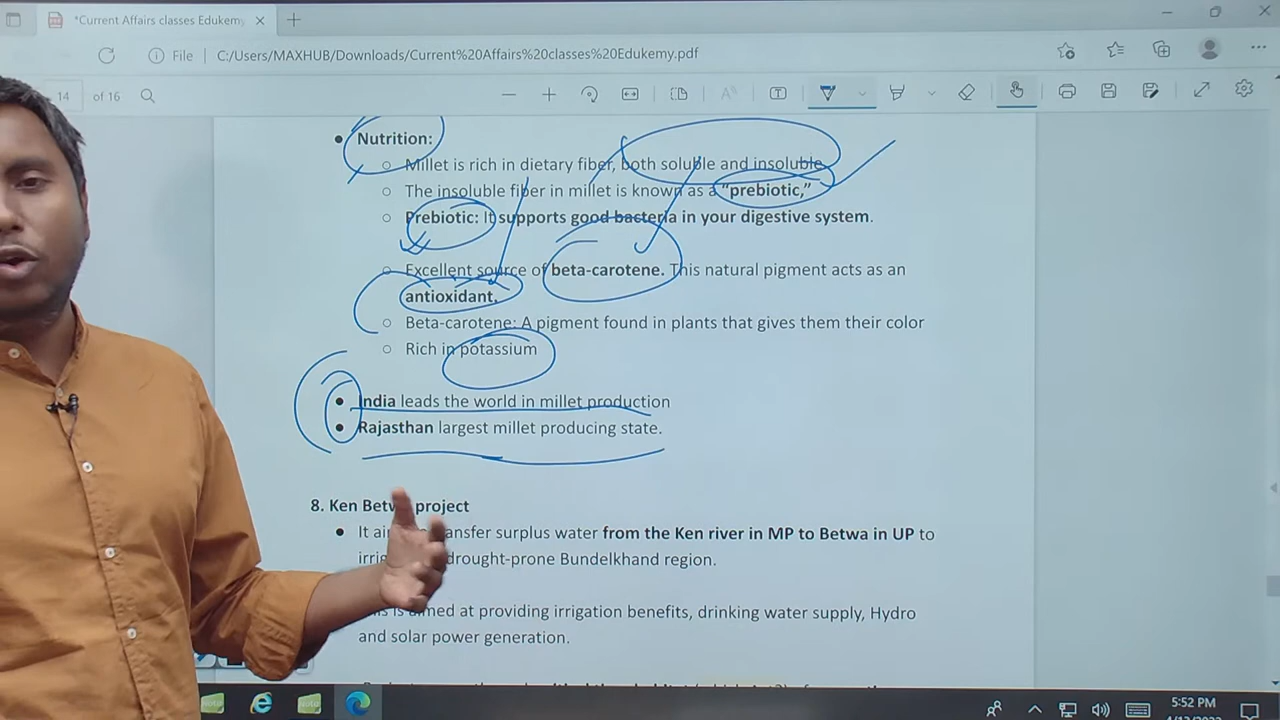 *Current Affairs classes Edukemy
File
C:/Users/MAXHUB/Downloads/Current%20Affairs%20classes%20Edukemy.pdf
14 of 16
Nutrition:
Millet is rich in dietary fiber, both soluble and insoluble.
The insoluble fiber in millet is known as a “prebiotic,”
Prebiotic: It supports good bacteria in your digestive system.
Excellent source of beta-carotene. This natural pigment acts as an
antioxidant.
Beta-carotene: A pigment found in plants that gives them their color
Rich in potassium
India leads the world in millet production
Rajasthan largest millet producing state.
8. Ken Betwa project
It transfer surplus water from the Ken river in MP to Betwa in UP to
drought-prone Bundelkhand region.
is aimed at providing irrigation benefits, drinking water supply, Hydro
and solar power generation.
5:52 PM